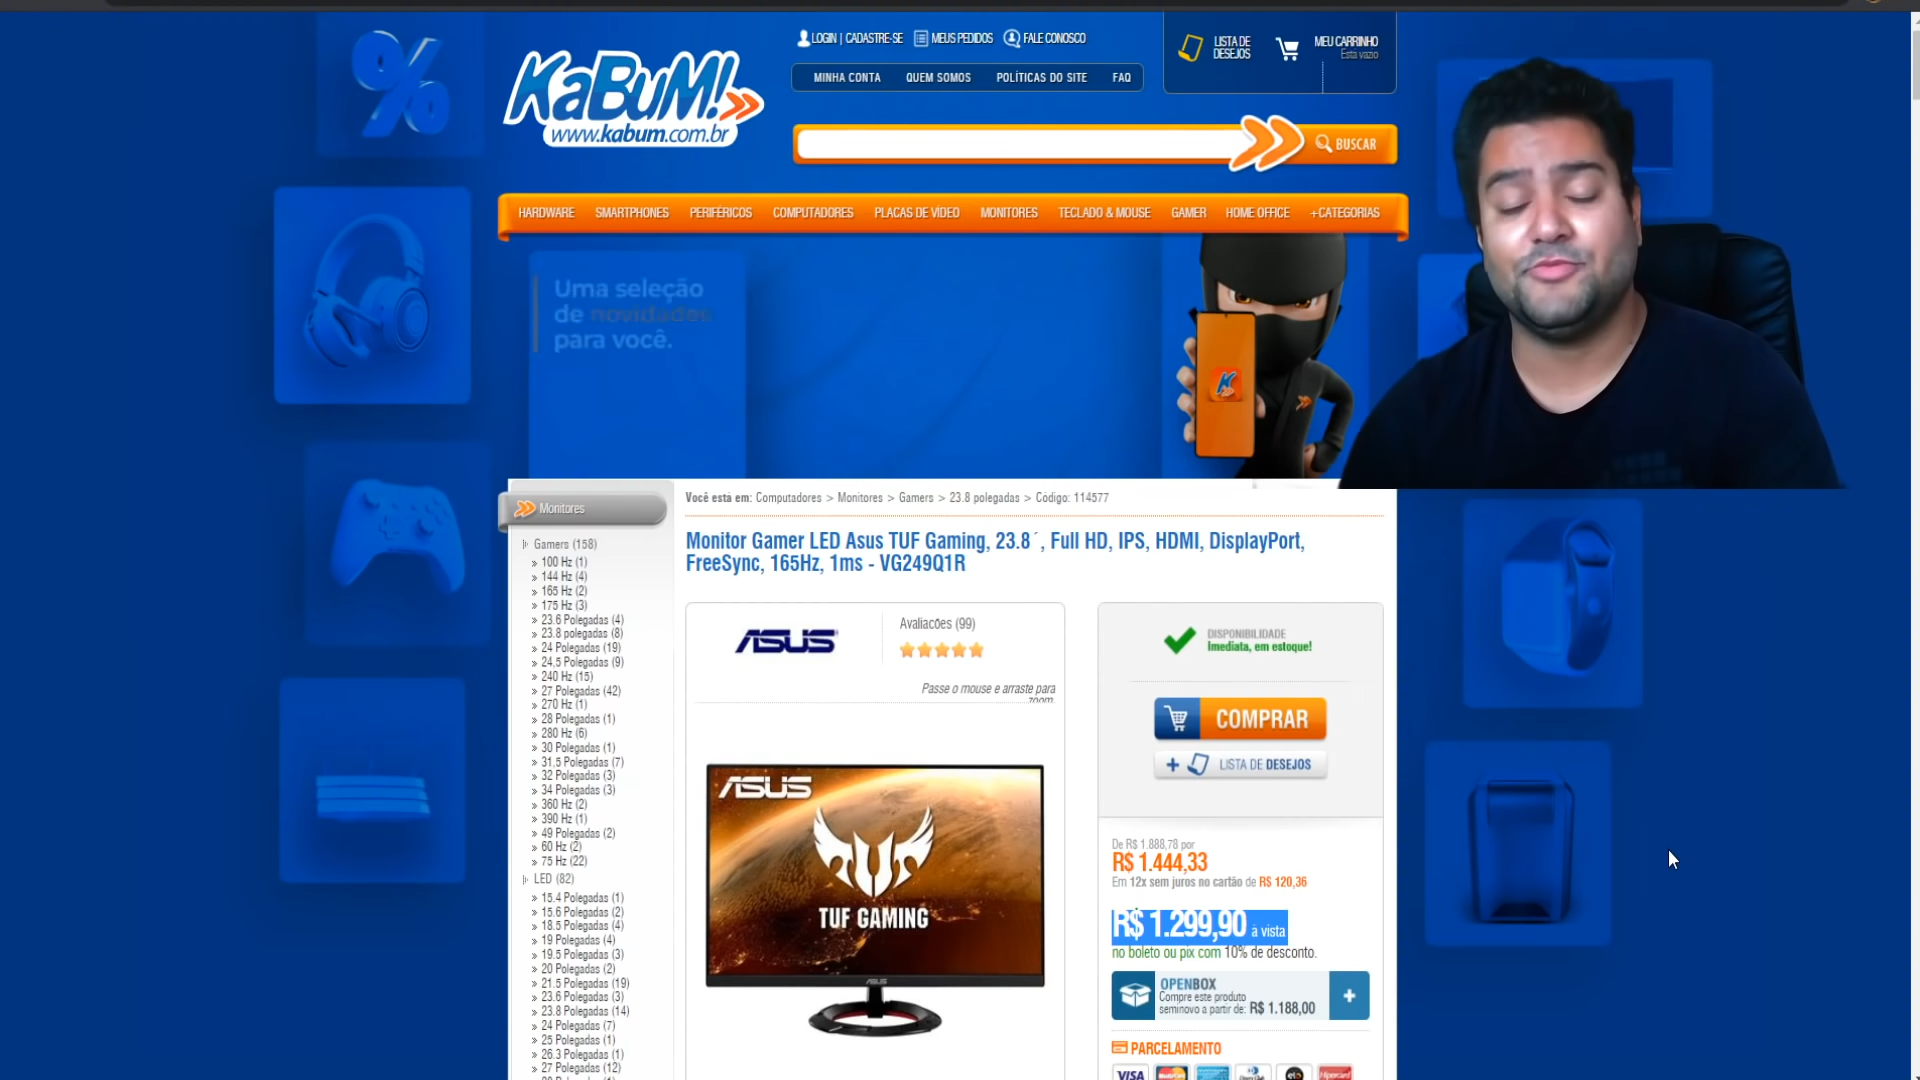 LOGIN | CADASTRE-SE MEUS PEDIDOS FALE CONOSCO
LISTA DE
DESEJOS
MEU CARRINHO
Está vazio
KaBuM!
www.kabum.com.br
MINHA CONTA QUEM SOMOS POLÍTICAS DO SITE FAQ
BUSCAR
HARDWARE SMARTPHONES PERIFÉRICOS COMPUTADORES PLACAS DE VÍDEO MONITORES TECLADO & MOUSE GAMER HOME OFFICE +CATEGORIAS
Uma seleção
de novidades
para você.
Monitores
Gamers (158)
» 100 Hz (1)
» 144 Hz (4)
» 165 Hz (2)
» 175 Hz (3)
» 23.6 Polegadas (4)
» 23.8 polegadas (8)
» 24 Polegadas (19)
» 24,5 Polegadas (9)
» 240 Hz (15)
» 27 Polegadas (42)
» 270 Hz (1)
» 28 Polegadas (1)
» 280 Hz (6)
» 30 Polegadas (1)
» 31,5 Polegadas (7)
» 32 Polegadas (3)
» 34 Polegadas (3)
» 360 Hz (2)
» 390 Hz (1)
» 49 Polegadas (2)
» 60 Hz (2)
» 75 Hz (22)
LED (82)
» 15.4 Polegadas (1)
» 15.6 Polegadas (2)
» 18.5 Polegadas (4)
» 19 Polegadas (4)
» 19.5 Polegadas (3)
» 20 Polegadas (2)
» 21.5 Polegadas (19)
» 23.6 Polegadas (3)
» 23.8 Polegadas (14)
» 24 Polegadas (7)
» 25 Polegadas (1)
» 26.3 Polegadas (1)
» 27 Polegadas (12)
Você está em: Computadores > Monitores > Gamers > 23.8 polegadas > Código: 114577
Monitor Gamer LED Asus TUF Gaming, 23.8´, Full HD, IPS, HDMI, DisplayPort,
FreeSync, 165Hz, 1ms - VG249Q1R
ASUS
Avaliacões (99)
Passe o mouse e arraste para
zoom.
ASUS
TUF GAMING
ASUS
DISPONIBILIDADE
Imediata, em estoque!
COMPRAR
+ LISTA DE DESEJOS
De R$ 1.888,78 por
R$ 1.444,33
Em 12x sem juros no cartão de R$ 120,36
R$ 1.299,90 à vista
no boleto ou pix com 10% de desconto.
OPENBOX
Compre este produto
seminovo a partir de: R$ 1.188,00
+
PARCELAMENTO
VISA MasterCard elo Hipercard